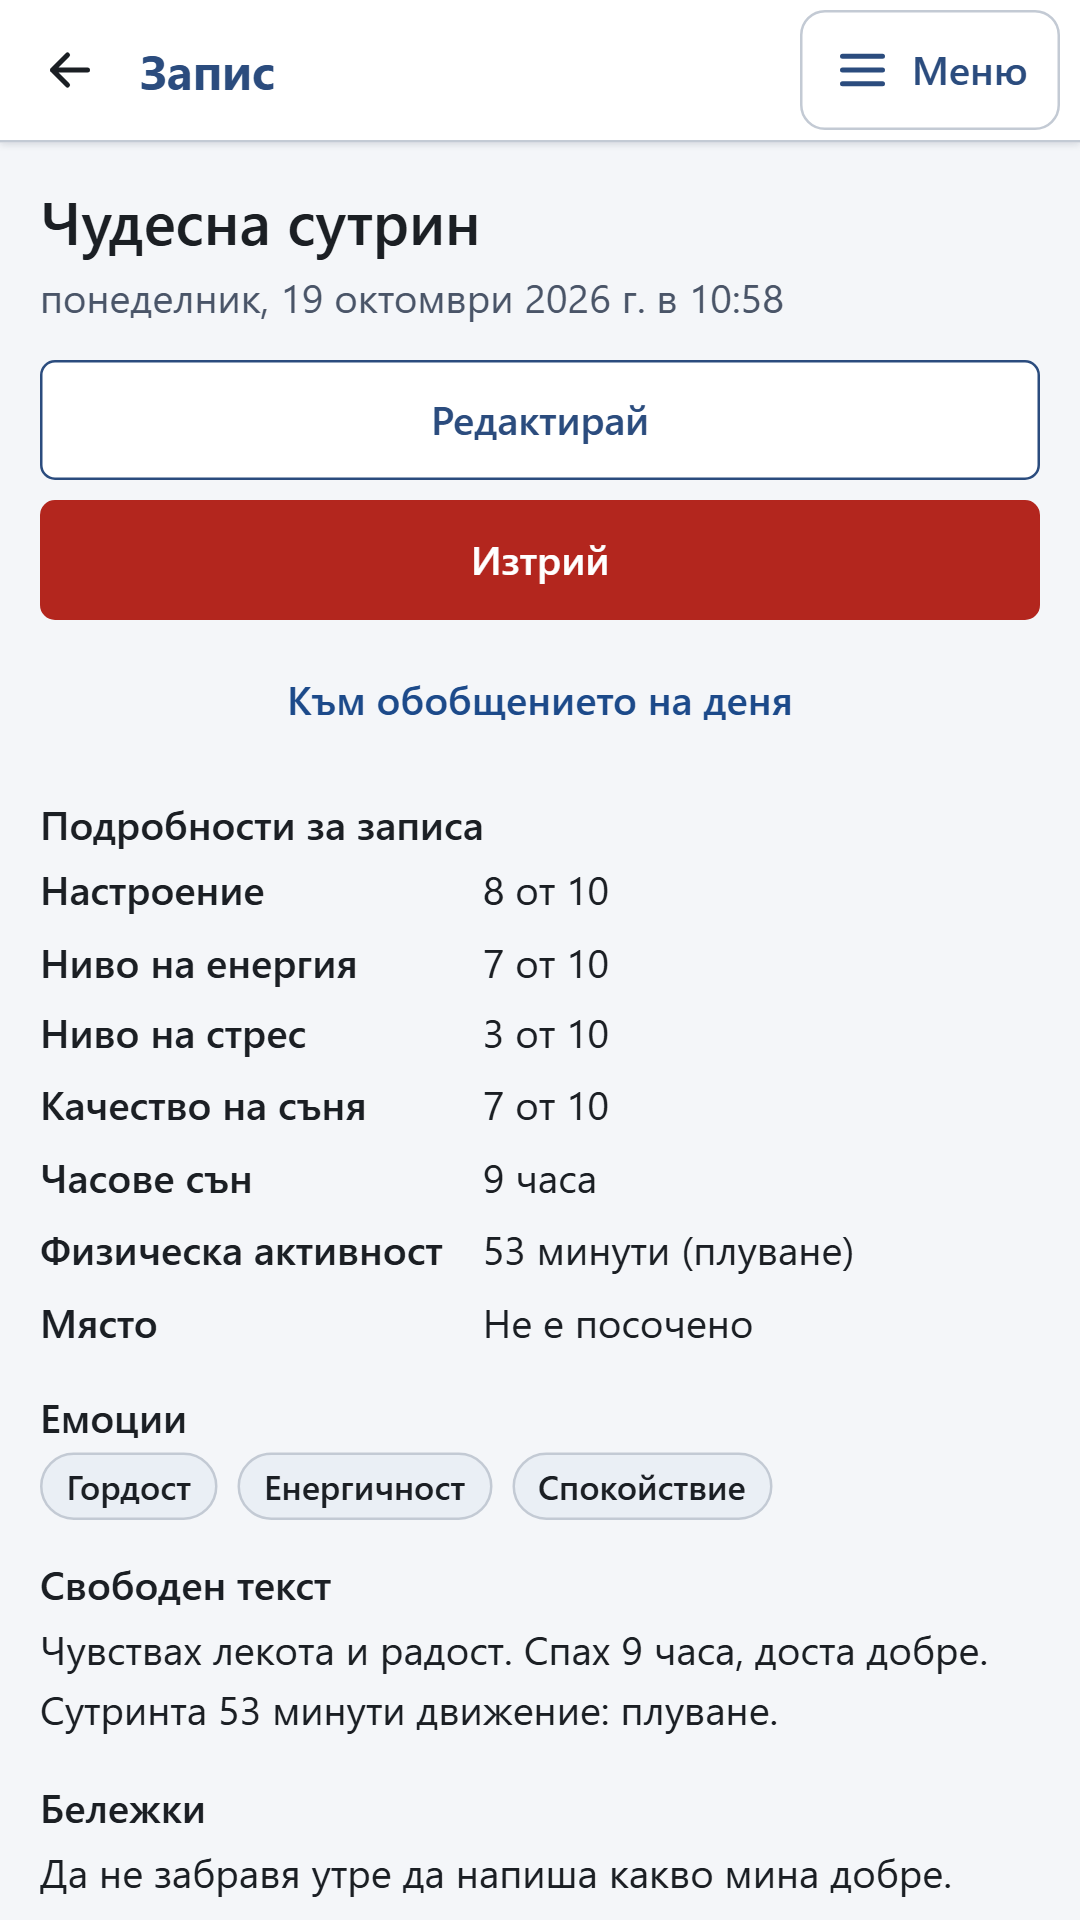 Запис
Меню
Чудесна сутрин
понеделник, 19 октомври 2026 г. в 10:58
Редактирай
Изтрий
Към обобщението на деня
Подробности за записа
Настроение 8 от 10
Ниво на енергия 7 от 10
Ниво на стрес 3 от 10
Качество на съня 7 от 10
Часове сън 9 часа
Физическа активност 53 минути (плуване)
Място Не е посочено
Емоции
Гордост Енергичност Спокойствие
Свободен текст
Чувствах лекота и радост. Спах 9 часа, доста добре.
Сутринта 53 минути движение: плуване.
Бележки
Да не забравя утре да напиша какво мина добре.